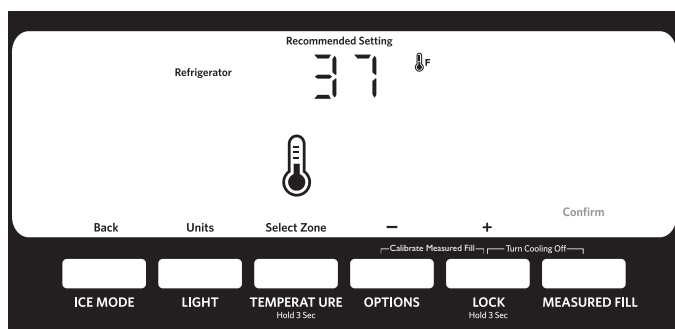 Recommended Setting
Refrigerator 37 F
Back Units Select Zone – + Confirm
Calibrate Measured Fill Turn Cooling Off
ICE MODE LIGHT TEMPERAT URE OPTIONS LOCK MEASURED FILL
Hold 3 Sec Hold 3 Sec